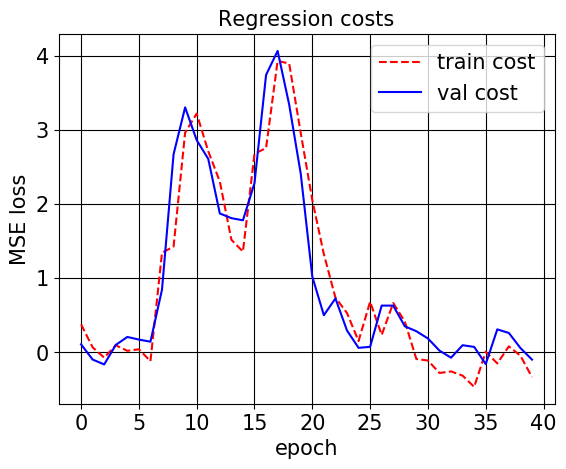 Regression costs
train cost
val cost
MSE loss
4
3
2
1
0
0 5 10 15 20 25 30 35 40
epoch